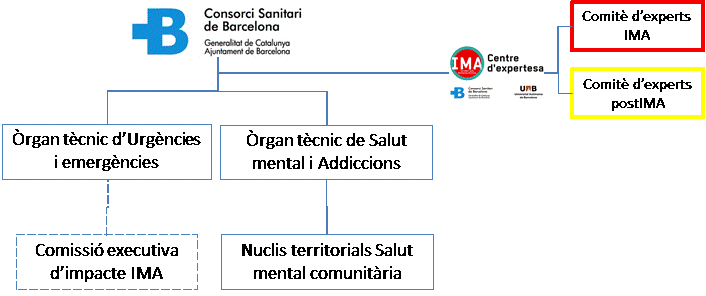 Consorci Sanitari
de Barcelona
Generalitat de Catalunya
Ajuntament de Barcelona
IMA
Centre
d'expertesa
Consorci Sanitari
de Barcelona
UAB
Universitat Autònoma
de Barcelona
Comitè d'experts
IMA
Comitè d'experts
postIMA
Òrgan tècnic d'Urgències
i emergències
Òrgan tècnic de Salut
mental i Addiccions
Comissió executiva
d'impacte IMA
Nuclis territorials Salut
mental comunitària